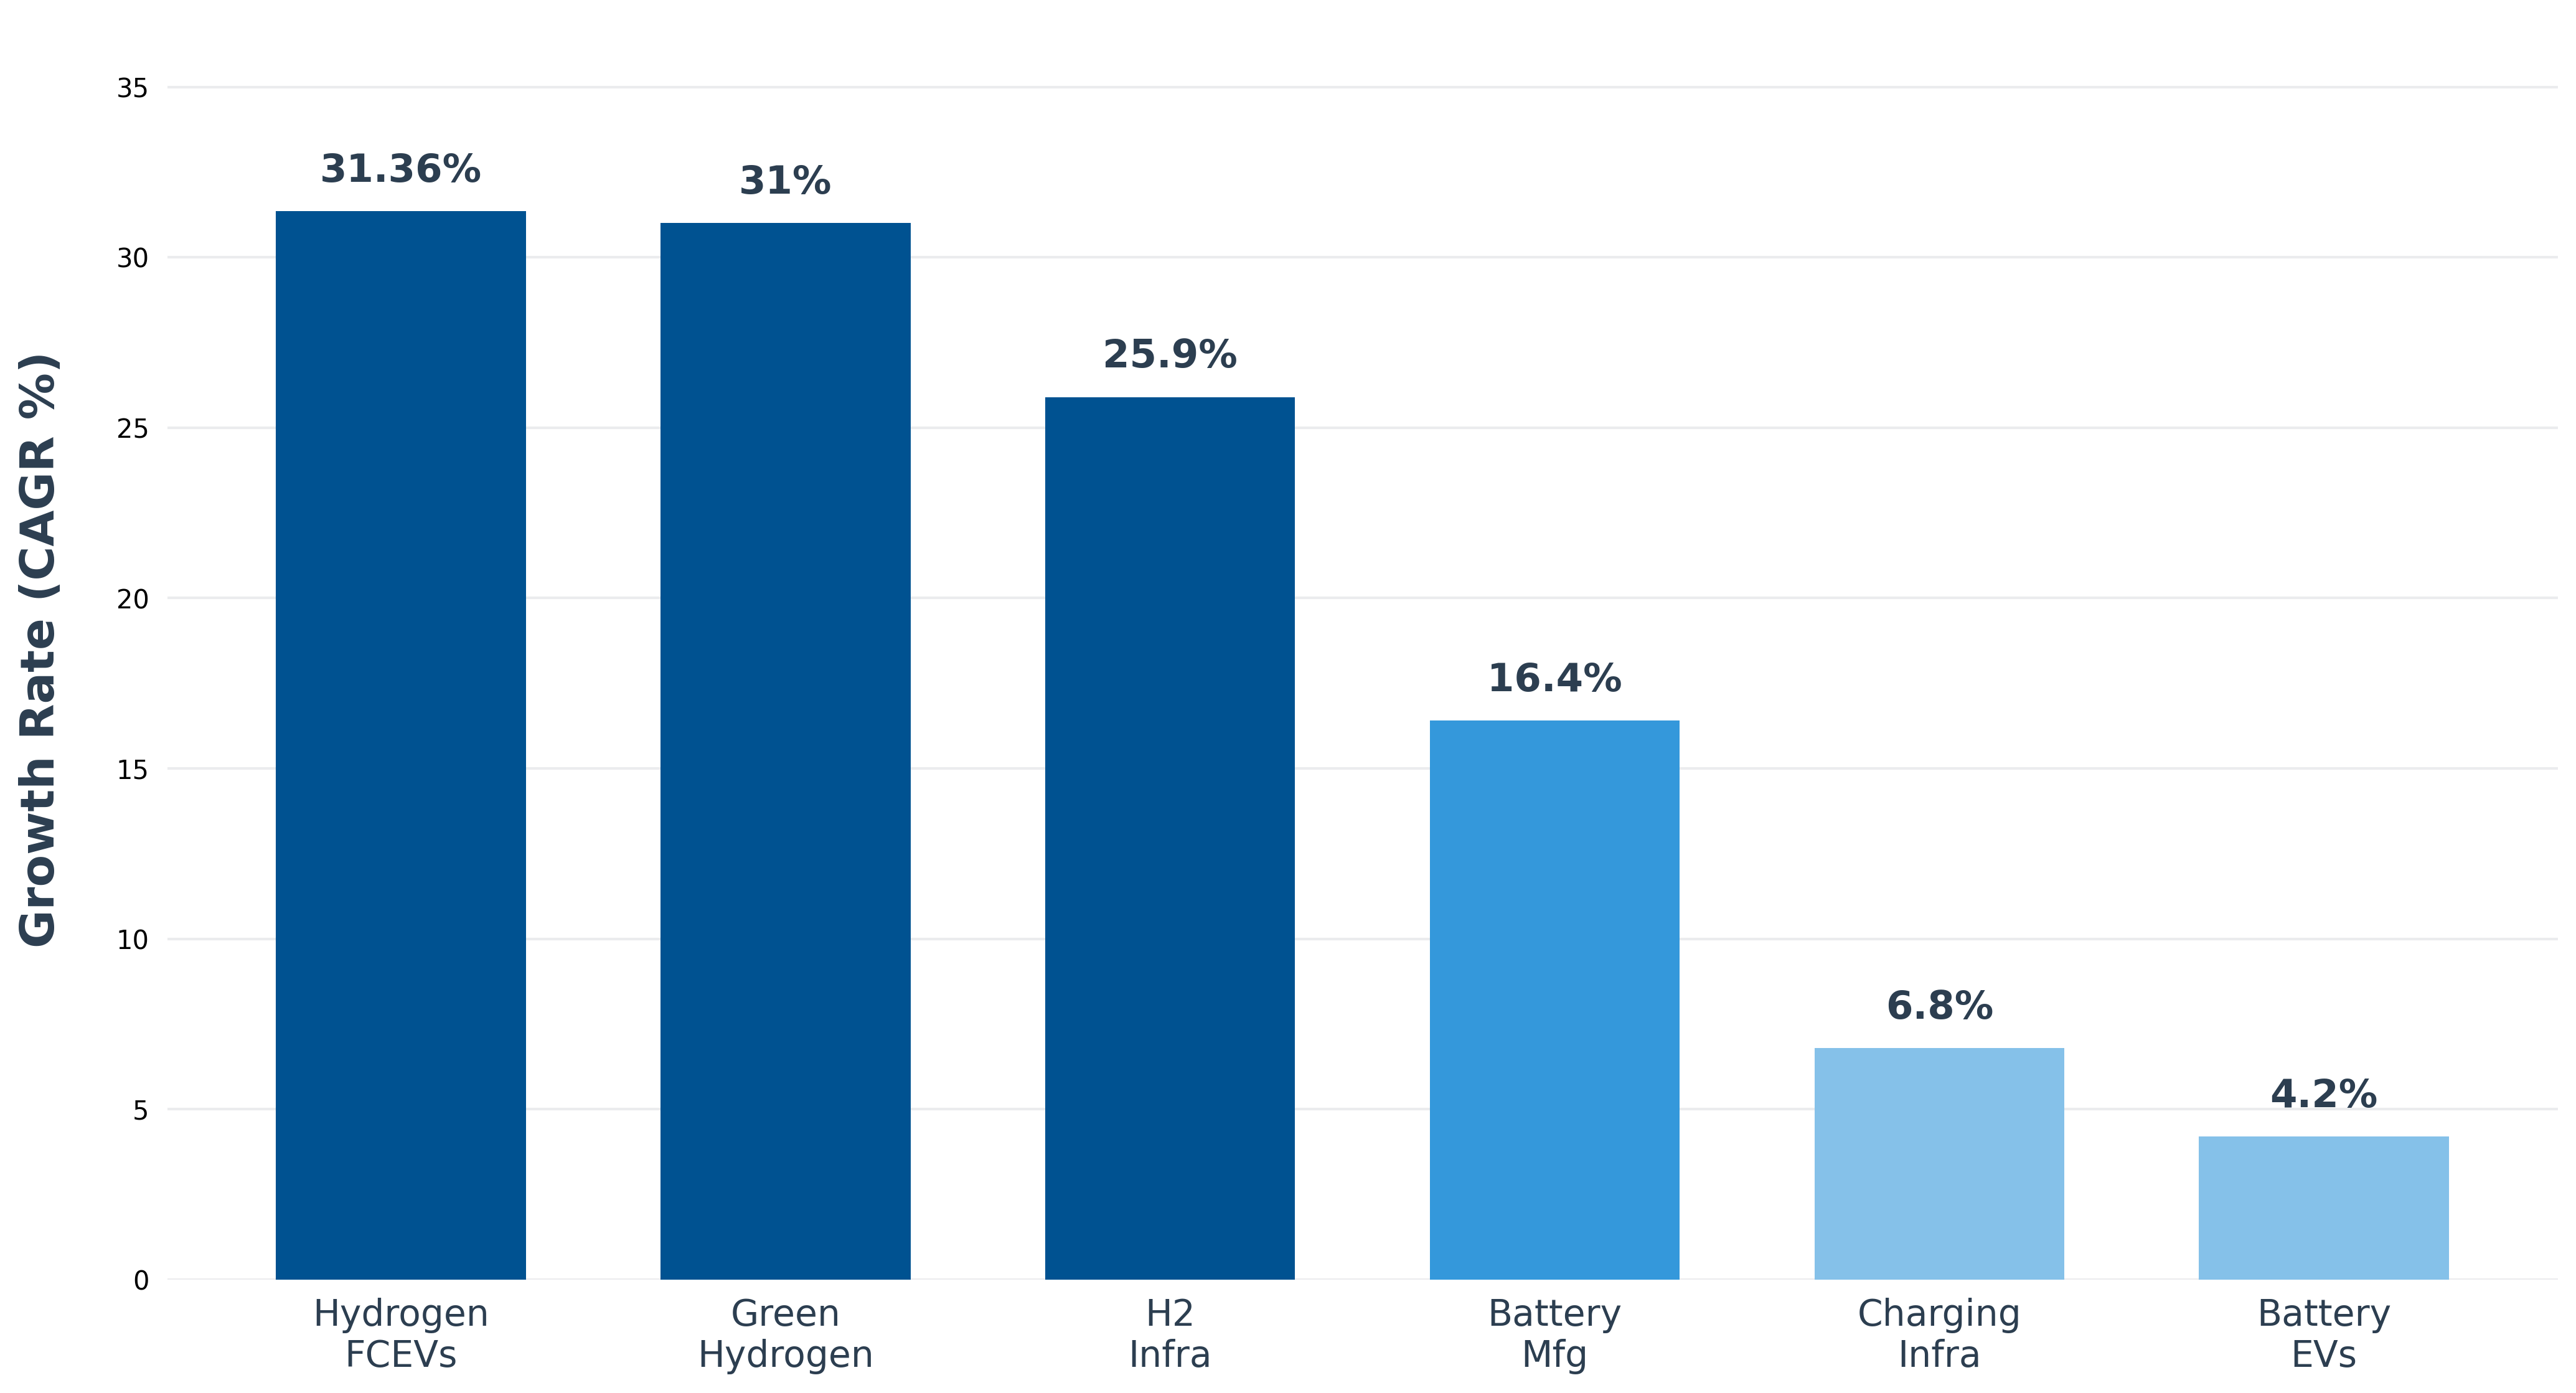 Growth Rate (CAGR %)
35
30
25
20
15
10
5
0
31.36%
31%
25.9%
16.4%
6.8%
4.2%
Hydrogen
FCEVs
Green
Hydrogen
H2
Infra
Battery
Mfg
Charging
Infra
Battery
EVs